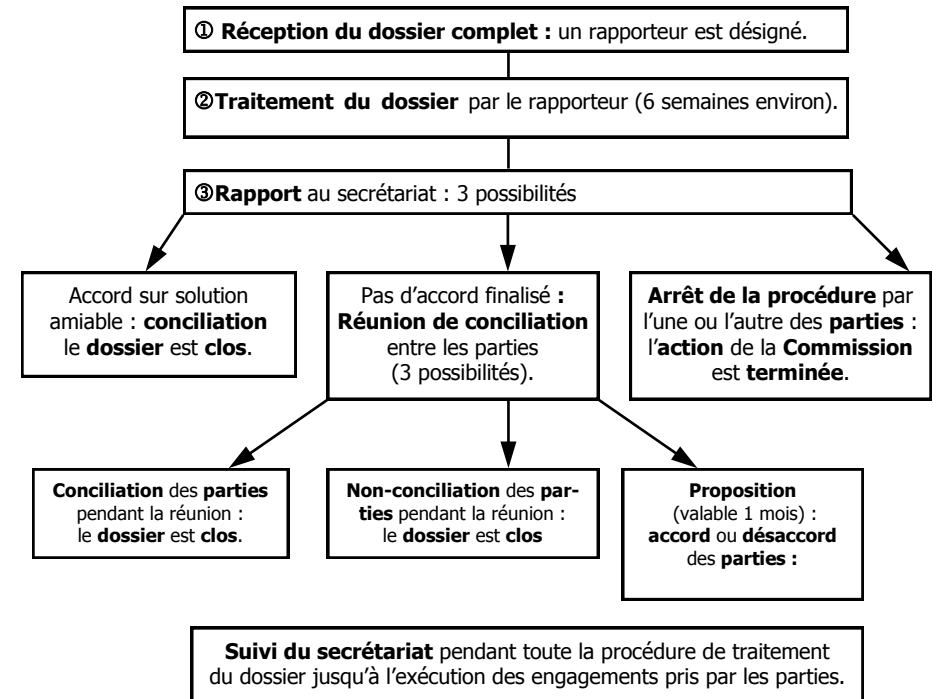 ① Réception du dossier complet : un rapporteur est désigné.
②Traitement du dossier par le rapporteur (6 semaines environ).
③Rapport au secrétariat : 3 possibilités
Accord sur solution
amiable : conciliation
le dossier est clos.
Pas d’accord finalisé :
Réunion de conciliation
entre les parties
(3 possibilités).
Arrêt de la procédure par
l’une ou l’autre des parties :
l’action de la Commission
est terminée.
Conciliation des parties
pendant la réunion :
le dossier est clos.
Non-conciliation des par-
ties pendant la réunion :
le dossier est clos
Proposition
(valable 1 mois) :
accord ou désaccord
des parties :
Suivi du secrétariat pendant toute la procédure de traitement
du dossier jusqu’à l’exécution des engagements pris par les parties.